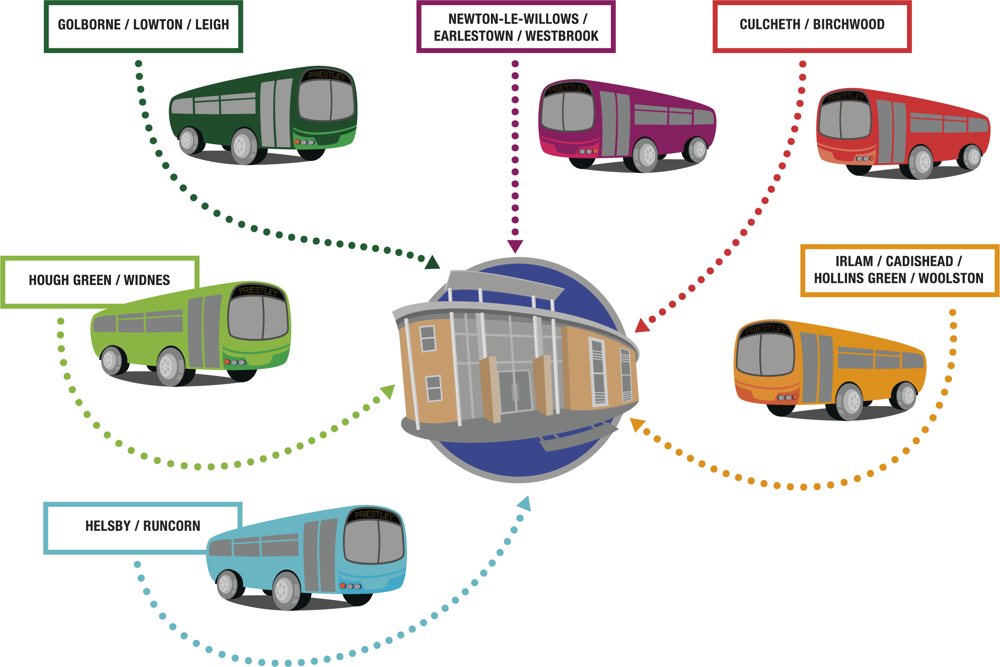 GOLBORNE / LOWTON / LEIGH
NEWTON-LE-WILLOWS /
EARLESTOWN / WESTBROOK
CULCHETH / BIRCHWOOD
PRIESTLEY
PRIESTLEY
PRIESTLEY
HOUGH GREEN / WIDNES
IRLAM / CADISHEAD /
HOLLINS GREEN / WOOLSTON
PRIESTLEY
PRIESTLEY
HELSBY / RUNCORN
PRIESTLEY